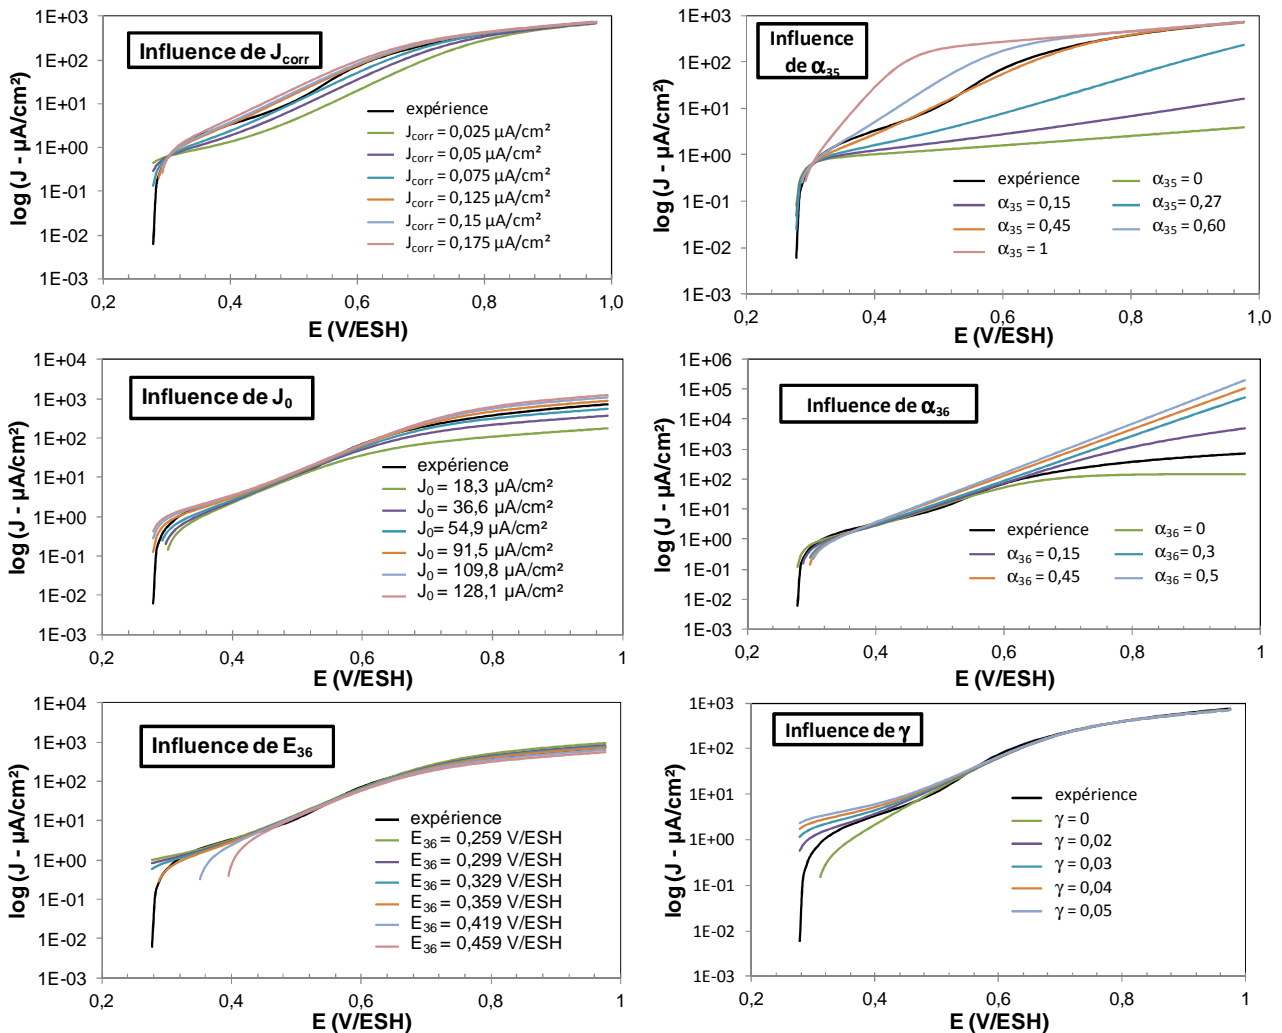 Influence de Jcorr
log (J - µA/cm²)
1E+03
1E+02
1E+01
1E+00
1E-01
1E-02
1E-03
expérience
Jcorr = 0,025 µA/cm²
Jcorr = 0,05 µA/cm²
Jcorr = 0,075 µA/cm²
Jcorr = 0,125 µA/cm²
Jcorr = 0,15 µA/cm²
Jcorr = 0,175 µA/cm²
0,2 0,4 0,6 0,8 1,0
E (V/ESH)
Influence
de α35
log (J - µA/cm²)
1E+03
1E+02
1E+01
1E+00
1E-01
1E-02
1E-03
expérience α35 = 0
α35 = 0,15 α35 = 0,27
α35 = 0,45 α35 = 0,60
α35 = 1
0,2 0,4 0,6 0,8 1,0
E (V/ESH)
Influence de J0
log (J - µA/cm²)
1E+04
1E+03
1E+02
1E+01
1E+00
1E-01
1E-02
1E-03
expérience
J0 = 18,3 µA/cm²
J0 = 36,6 µA/cm²
J0= 54,9 µA/cm²
J0 = 91,5 µA/cm²
J0 = 109,8 µA/cm²
J0 = 128,1 µA/cm²
0,2 0,4 0,6 0,8 1
E (V/ESH)
Influence de α36
log (J - µA/cm²)
1E+06
1E+05
1E+04
1E+03
1E+02
1E+01
1E+00
1E-01
1E-02
1E-03
expérience α36 = 0
α36 = 0,15 α36= 0,3
α36 = 0,45 α36 = 0,5
0,2 0,4 0,6 0,8 1
E (V/ESH)
Influence de E36
log (J - µA/cm²)
1E+04
1E+03
1E+02
1E+01
1E+00
1E-01
1E-02
1E-03
expérience
E36 = 0,259 V/ESH
E36 = 0,299 V/ESH
E36 = 0,329 V/ESH
E36 = 0,359 V/ESH
E36 = 0,419 V/ESH
E36 = 0,459 V/ESH
0,2 0,4 0,6 0,8 1
E (V/ESH)
Influence de γ
log (J - µA/cm²)
1E+03
1E+02
1E+01
1E+00
1E-01
1E-02
1E-03
expérience
γ = 0
γ = 0,02
γ = 0,03
γ = 0,04
γ = 0,05
0,2 0,4 0,6 0,8 1
E (V/ESH)